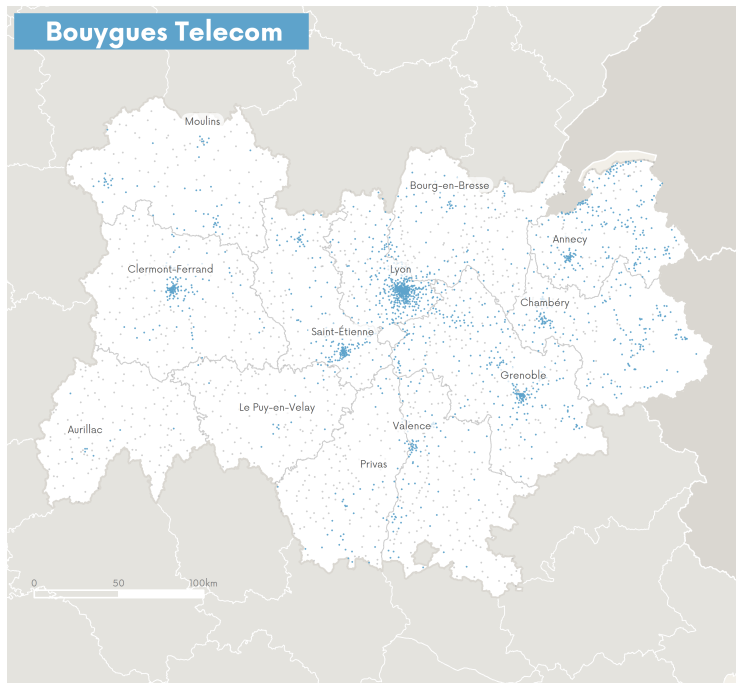 Bouygues Telecom
Moulins
Bourg-en-Bresse
Annecy
Clermont-Ferrand
Lyon
Chambéry
Saint-Étienne
Grenoble
Le Puy-en-Velay
Valence
Aurillac
Privas
0 50 100km